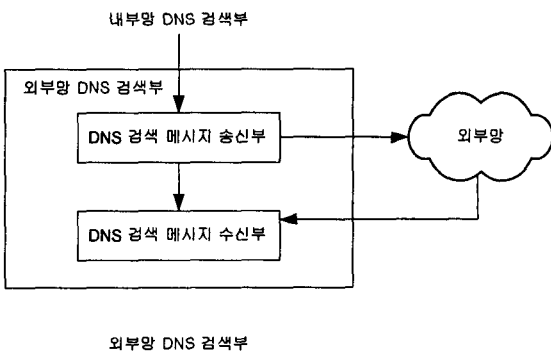 내부망 DNS 검색부
외부망 DNS 검색부
DNS 검색 메시지 송신부
외부망
DNS 검색 메시지 수신부
외부망 DNS 검색부